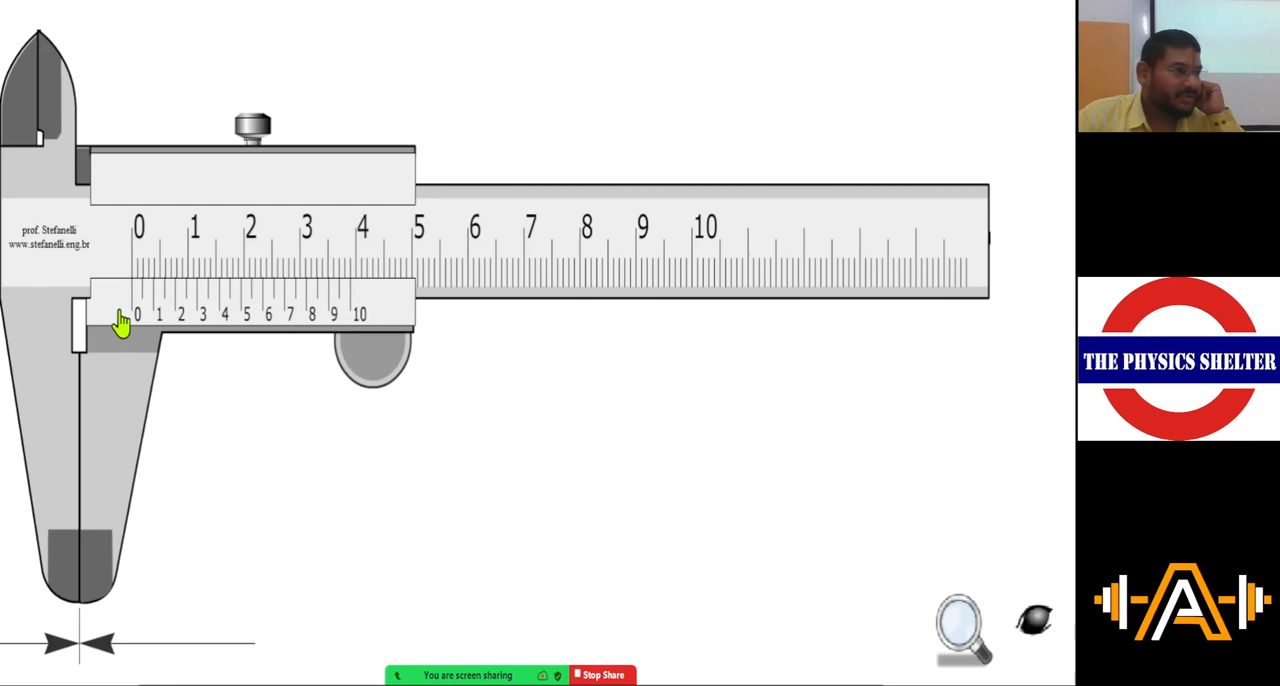 prof. Stefanelli
www.stefanelli.eng.br
0 1 2 3 4 5 6 7 8 9 10
0 1 2 3 4 5 6 7 8 9 10
THE PHYSICS SHELTER
A
You are screen sharing
Stop Share